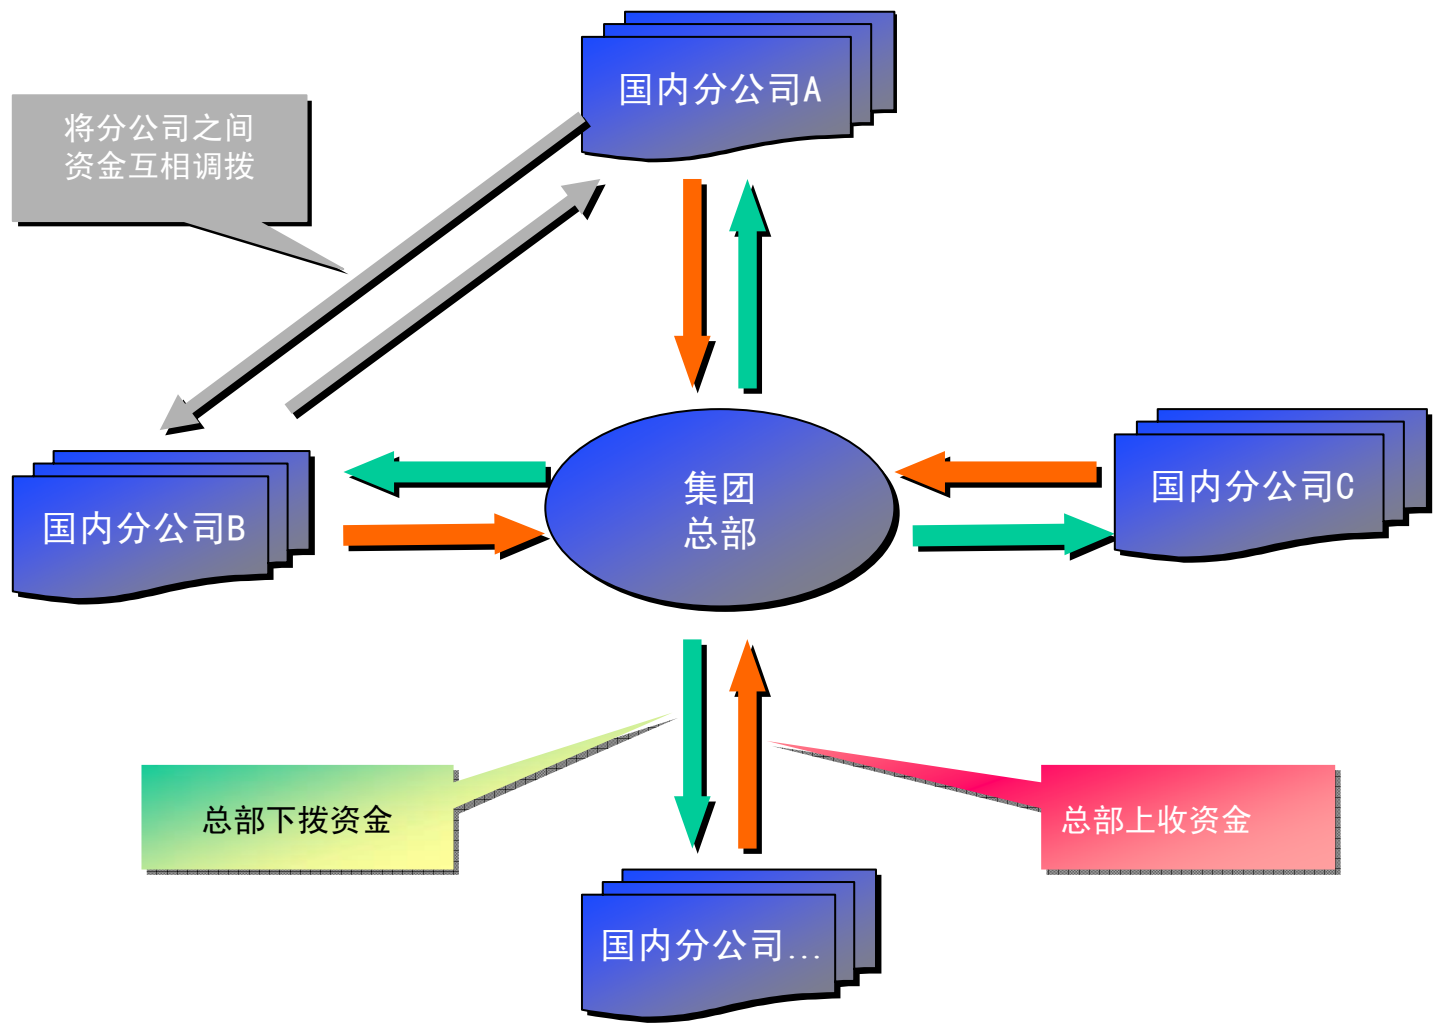 国内分公司A
将分公司之间
资金互相调拨
集团
总部
国内分公司C
国内分公司B
总部下拨资金
总部上收资金
国内分公司...